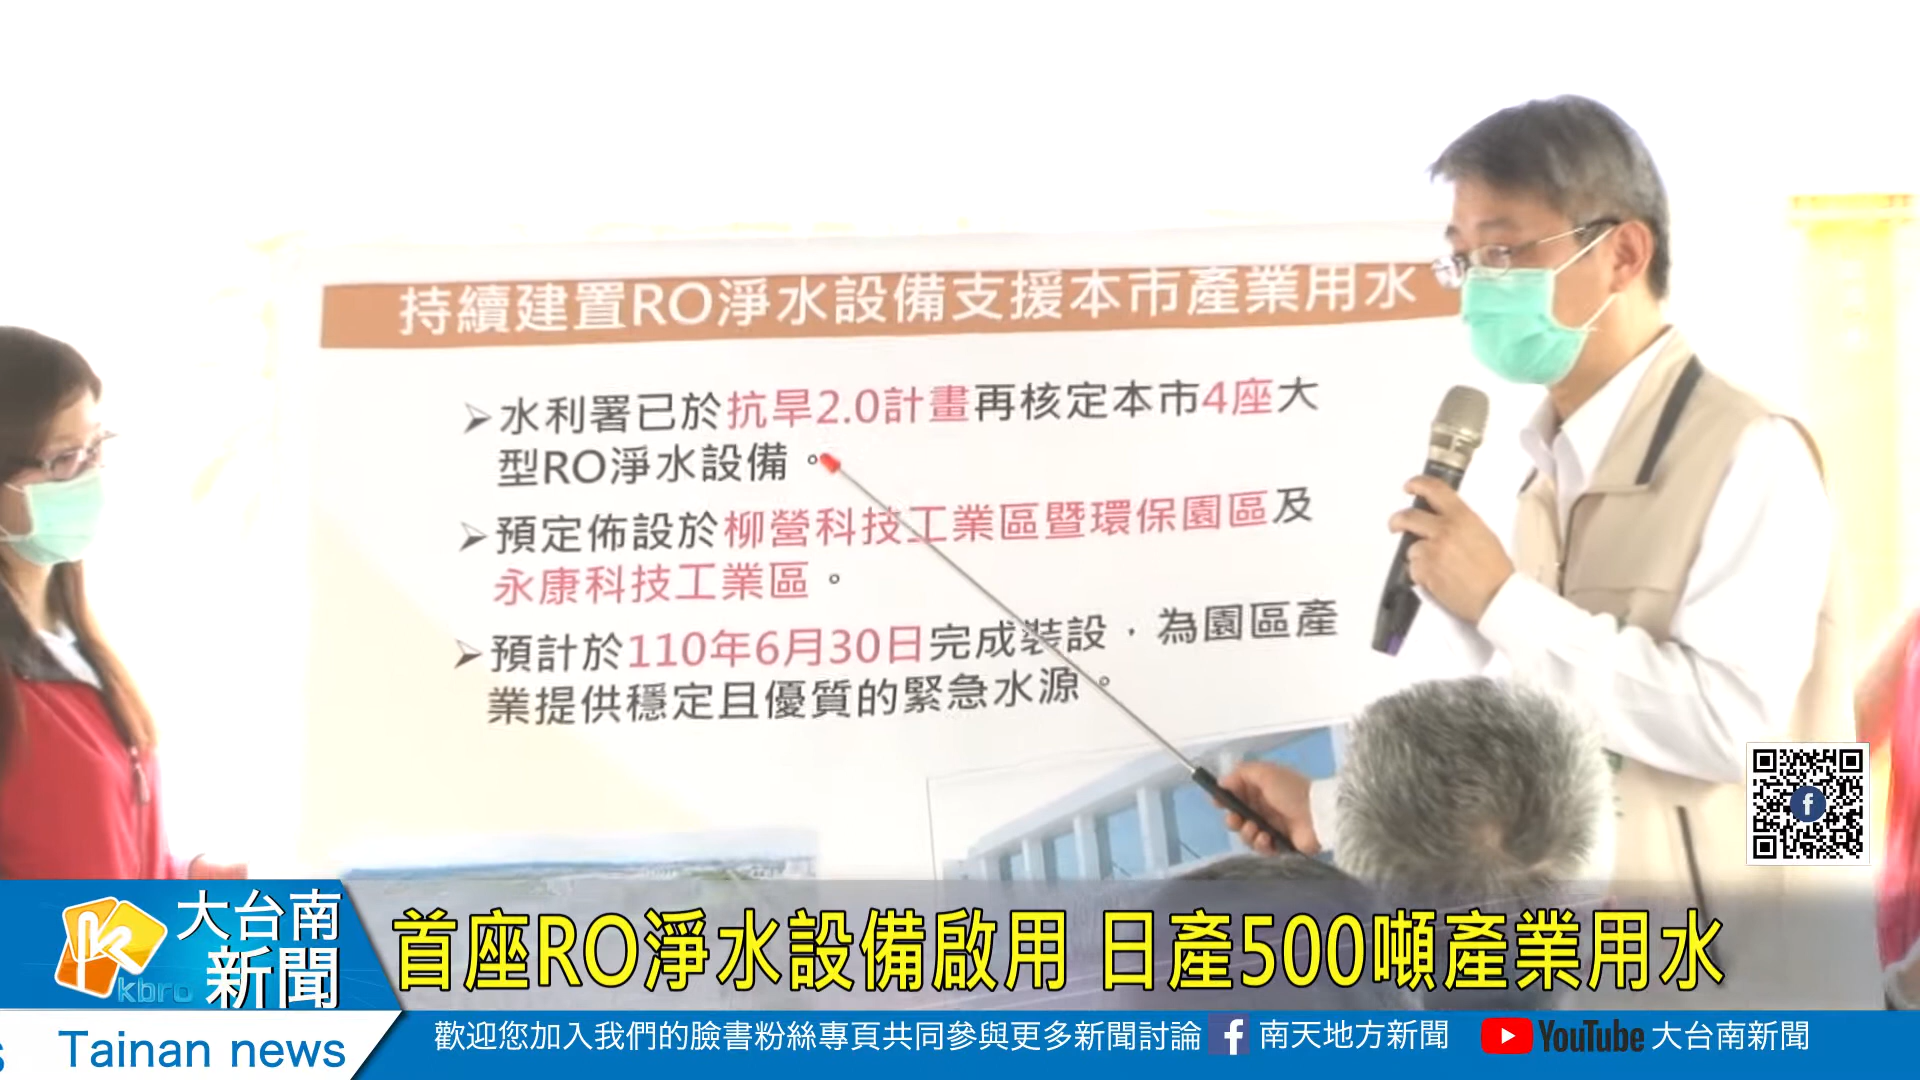 持續建置RO淨水設備支援本市產業用水
➢水利署已於抗旱2.0計畫再核定本市4座大
型RO淨水設備。
➢預定佈設於柳營科技工業區暨環保園區及
永康科技工業區。
➢預計於110年6月30日完成裝設，為園區產
業提供穩定且優質的緊急水源。
f
大台南
新聞
kbro
首座RO淨水設備啟用 日產500噸產業用水
s Tainan news
歡迎您加入我們的臉書粉絲專頁共同參與更多新聞討論 f 南天地方新聞 YouTube 大台南新聞